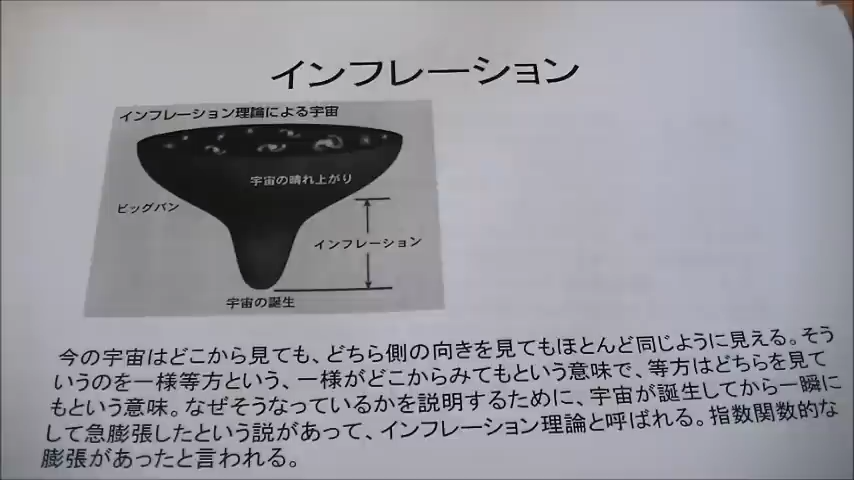 インフレーション
インフレーション理論による宇宙
宇宙の晴れ上がり
ビッグバン
インフレーション
宇宙の誕生
今の宇宙はどこから見ても、どちら側の向きを見てもほとんど同じように見える。そう
いうのを一様等方という、一様がどこからみてもという意味で、等方はどちらを見て
もという意味。なぜそうなっているかを説明するために、宇宙が誕生してから一瞬に
して急膨張したという説があって、インフレーション理論と呼ばれる。指数関数的な
膨張があったと言われる。